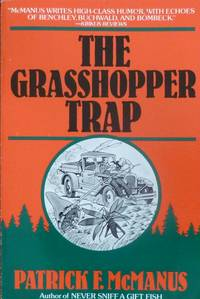 "McMANUS WRITES HIGH-CLASS HUMOR, WITH ECHOES
OF BENCHLEY, BUCHWALD, AND BOMBECK."
—KIRKUS REVIEWS
THE
GRASSHOPPER
TRAP
PATRICK F. McMANUS
Author of NEVER SNIFF A GIFT FISH